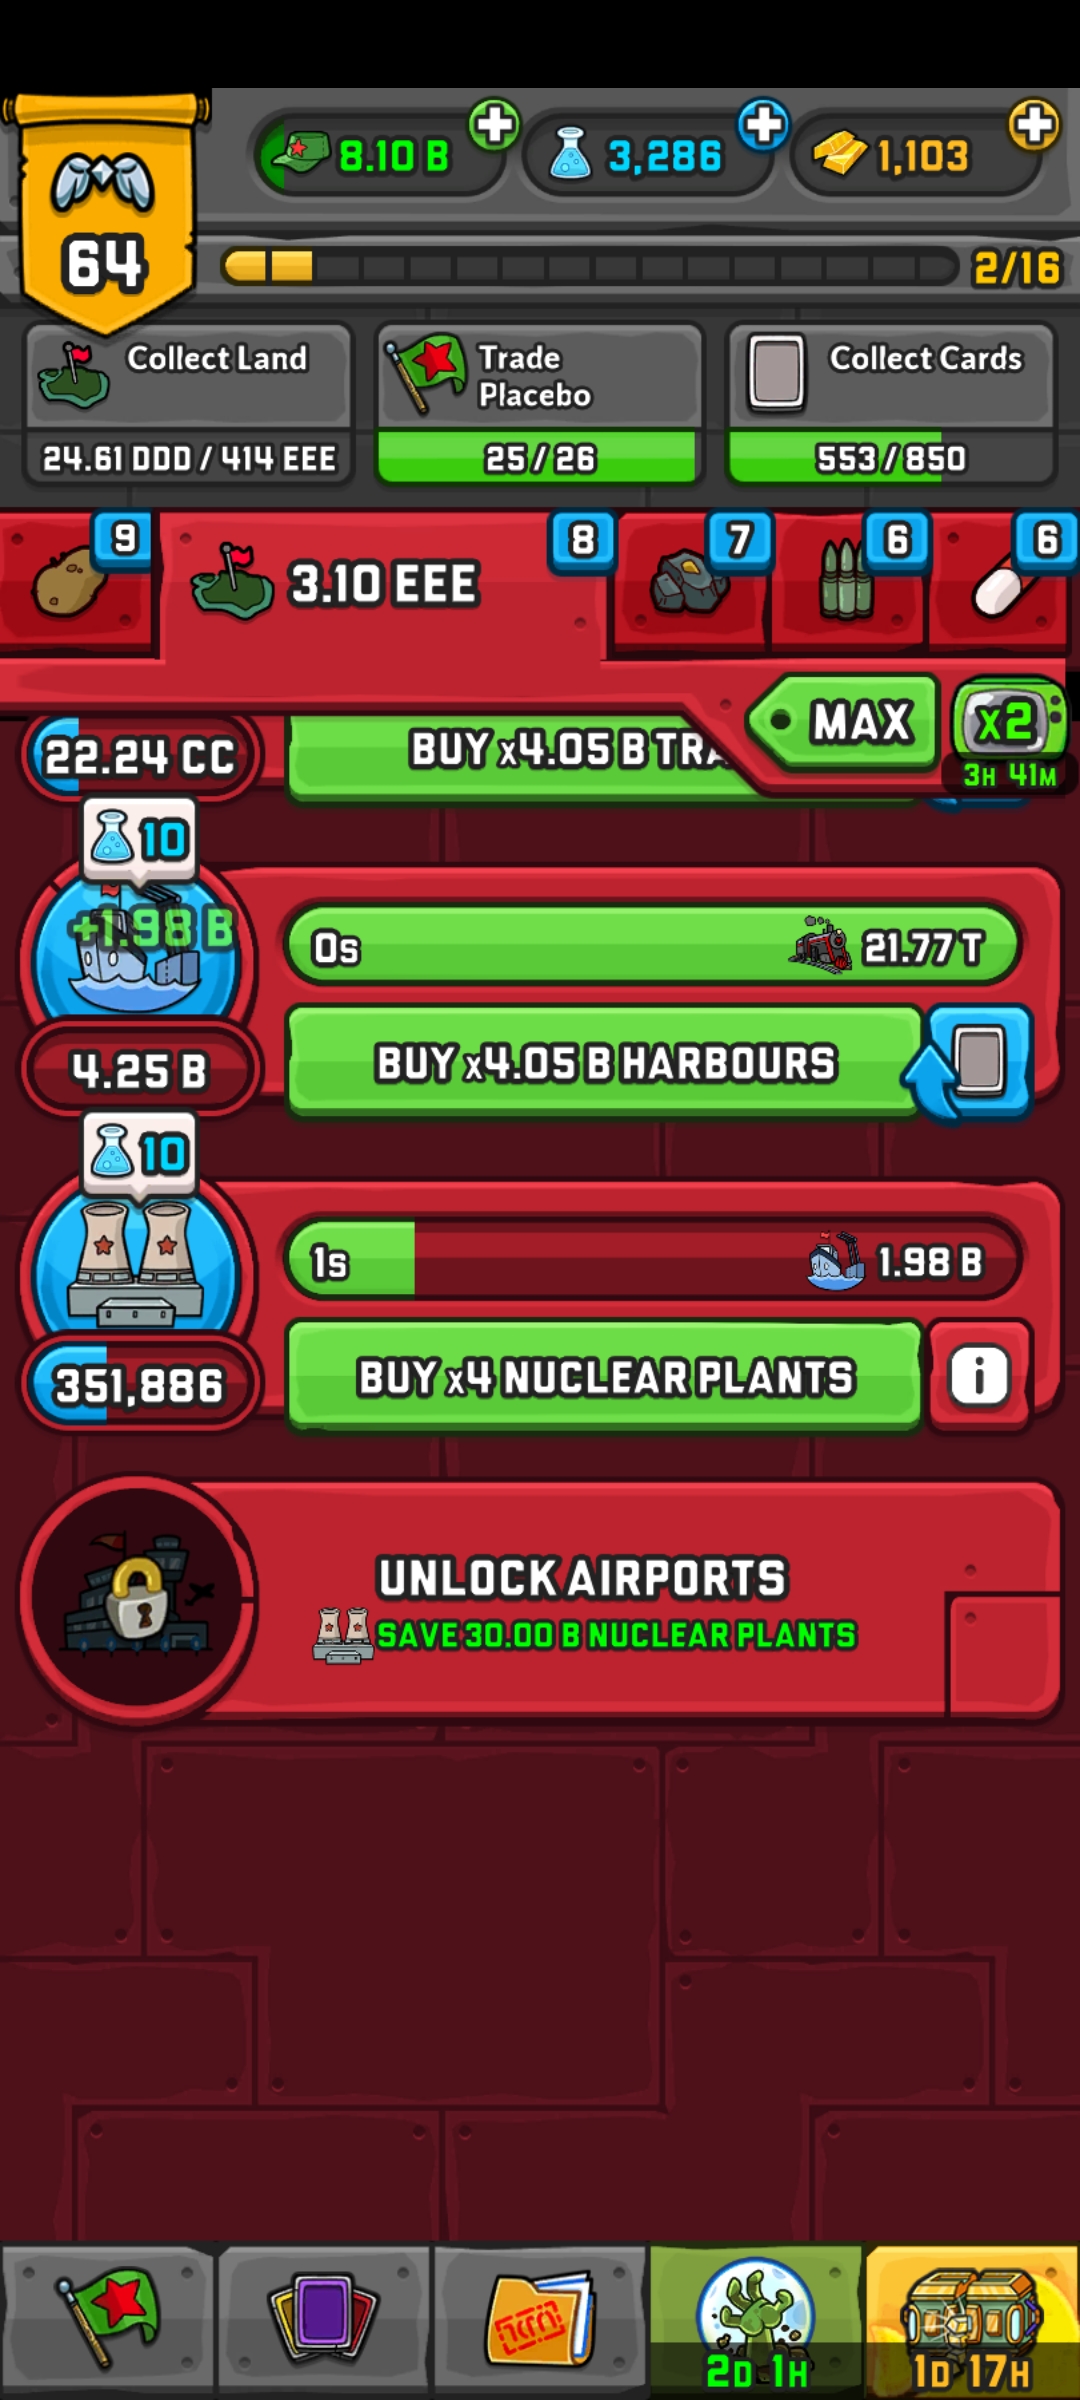 8.10 B
3,286
1,103
64
2/16
Collect Land
24.61 DDD / 414 EEE
Trade
Placebo
25/26
Collect Cards
553/850
9
3.10 EEE
8
7
6
6
MAX
x2
3H 41M
22.24 CC
BUY x4.05 B TRA
10
+1.98 B
0s
21.77 T
4.25 B
BUY x4.05 B HARBOURS
10
1s
1.98 B
351,886
BUY x4 NUCLEAR PLANTS
i
UNLOCK AIRPORTS
SAVE 30.00 B NUCLEAR PLANTS
2D 1H
1D 17H